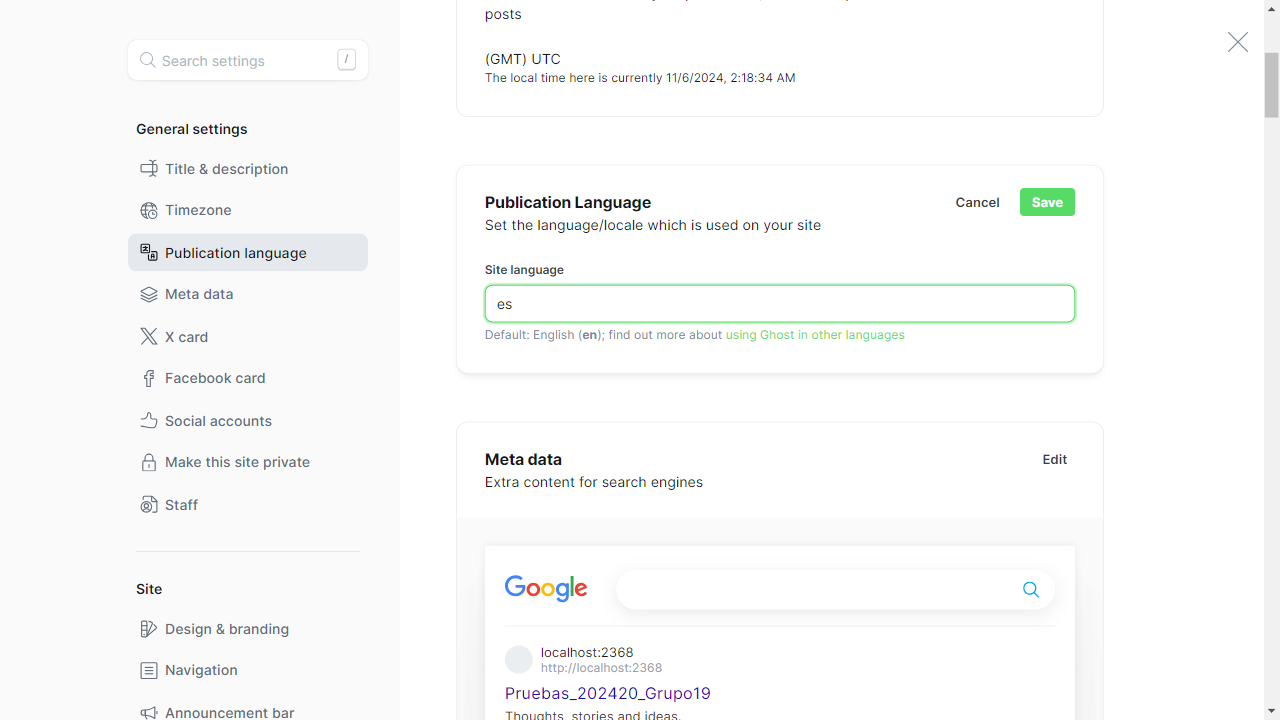 Search settings
/
General settings
Title & description
Timezone
Publication language
Meta data
X card
Facebook card
Social accounts
Make this site private
Staff
Site
Design & branding
Navigation
Announcement bar
posts
(GMT) UTC
The local time here is currently 11/6/2024, 2:18:34 AM
Publication Language
Cancel
Save
Set the language/locale which is used on your site
Site language
es
Default: English (en); find out more about using Ghost in other languages
Meta data
Edit
Extra content for search engines
Google
localhost:2368
http://localhost:2368
Pruebas_202420_Grupo19
Thoughts, stories and ideas.